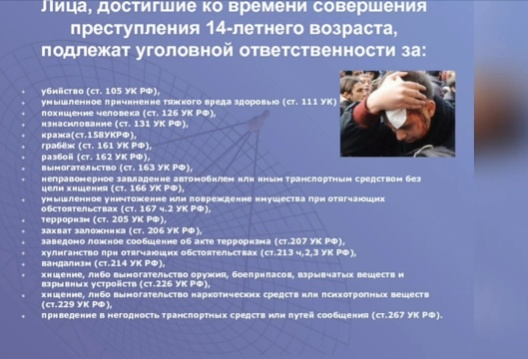 Лица, достигшие ко времени совершения
преступления 14-летнего возраста,
подлежат уголовной ответственности за:
убийство (ст. 105 УК РФ),
умышленное причинение тяжкого вреда здоровью (ст. 111 УК)
похищение человека (ст. 126 УК РФ),
изнасилование (ст. 131 УК РФ),
кража(ст.158УКРФ),
грабёж (ст. 161 УК РФ),
разбой (ст. 162 УК РФ),
вымогательство (ст. 163 УК РФ),
неправомерное завладение автомобилем или иным транспортным средством без
цели хищения (ст. 166 УК РФ),
умышленное уничтожение или повреждение имущества при отягчающих
обстоятельствах (ст. 167 ч.2 УК РФ),
терроризм (ст. 205 УК РФ),
захват заложника (ст. 206 УК РФ),
заведомо ложное сообщение об акте терроризма (ст.207 УК РФ),
хулиганство при отягчающих обстоятельствах (ст.213 ч,2,3 УК РФ),
вандализм (ст.214 УК РФ),
хищение, либо вымогательство оружия, боеприпасов, взрывчатых веществ и
взрывных устройств (ст.226 УК РФ),
хищение, либо вымогательство наркотических средств или психотропных веществ
(ст.229 УК РФ),
приведение в негодность транспортных средств или путей сообщения (ст.267 УК РФ).